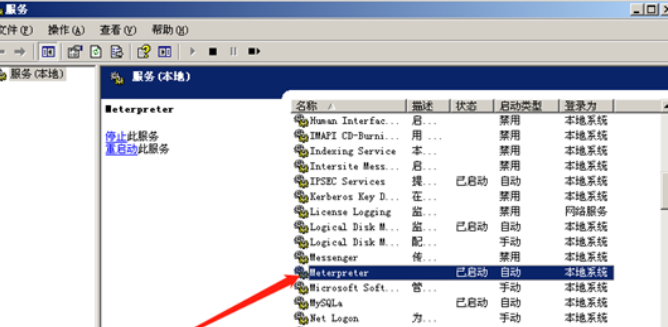 服务
文件(F) 操作(A) 查看(V) 帮助(H)
服务(本地)
服务(本地)
Meterpreter
停止此服务
重启动此服务
名称 描述 状态 启动类型 登录为
Human Interfac... 启... 禁用 本地系统
IMAPI CD-Burni... 用... 禁用 本地系统
Indexing Service 本... 禁用 本地系统
Intersite Mess... 启... 禁用 本地系统
IPSEC Services 提... 已启动 自动 本地系统
Kerberos Key D... 在... 禁用 本地系统
License Logging 监... 禁用 网络服务
Logical Disk M... 监... 已启动 自动 本地系统
Logical Disk M... 配... 手动 本地系统
Messenger 传... 禁用 本地系统
Meterpreter 已启动 自动 本地系统
Microsoft Soft... 管... 手动 本地系统
MySQLa 已启动 自动 本地系统
Net Logon 为... 手动 本地系统